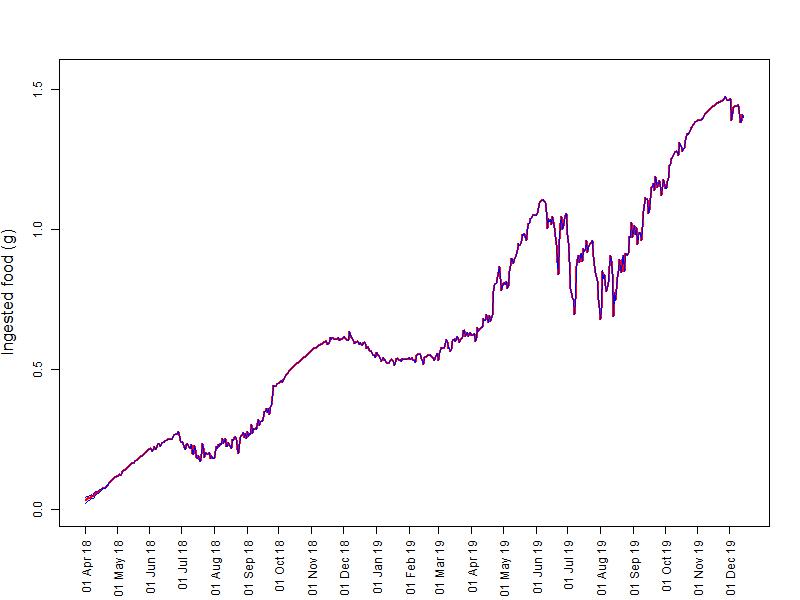 Ingested food (g)
1.5
1.0
0.5
0.0
01 Apr 18
01 May 18
01 Jun 18
01 Jul 18
01 Aug 18
01 Sep 18
01 Oct 18
01 Nov 18
01 Dec 18
01 Jan 19
01 Feb 19
01 Mar 19
01 Apr 19
01 May 19
01 Jun 19
01 Jul 19
01 Aug 19
01 Sep 19
01 Oct 19
01 Nov 19
01 Dec 19